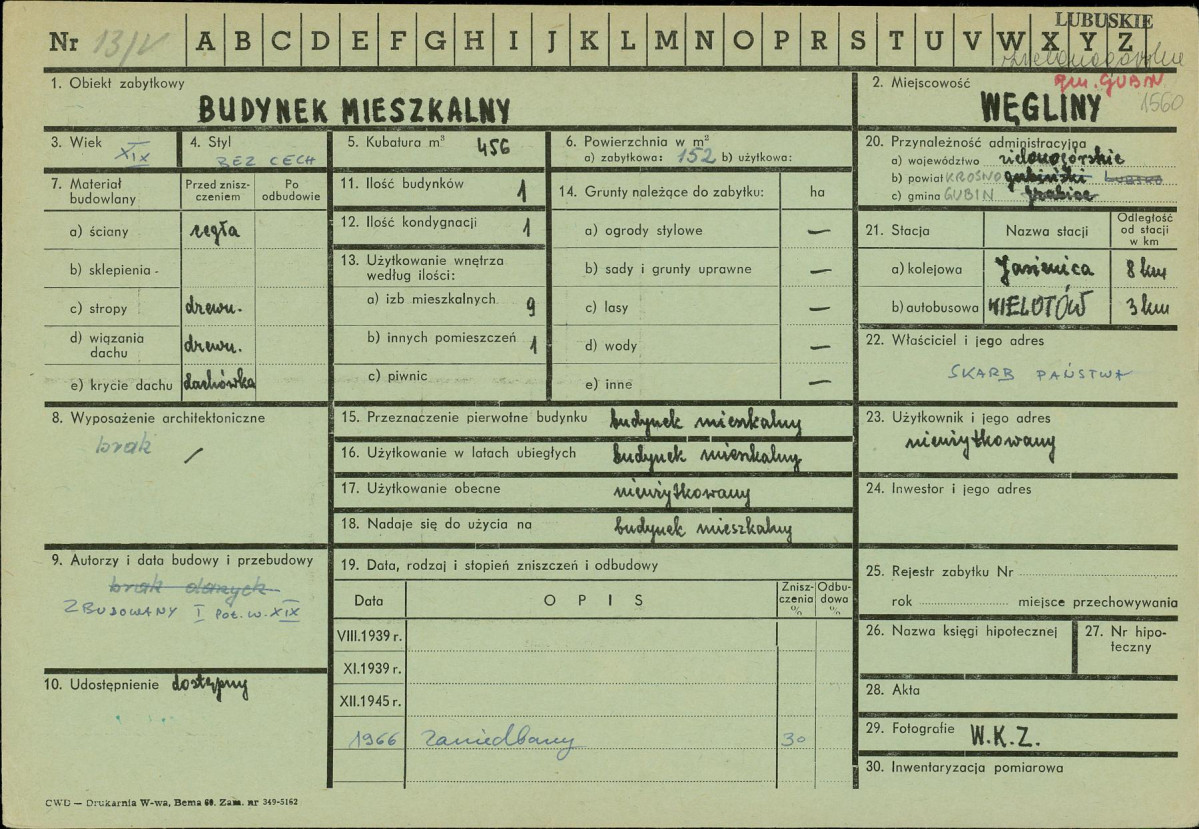 LUBUSKIE
Nr 13/V A B C D E F G H I J K L M N O P R S T U V W X Y Z
gm. GUBIN
1560
1. Obiekt zabytkowy
BUDYNEK MIESZKALNY
2. Miejscowość
WĘGLINY
3. Wiek
XIX
4. Styl
BEZ CECH
5. Kubatura m³ 456
6. Powierzchnia w m²
a) zabytkowa: 152 b) użytkowa:
20. Przynależność administracyjna
a) województwo zielonogórskie
b) powiat KROSNO gubiński LUBSKO
c) gmina GUBIN Grabice
7. Materiał budowlany
Przed zniszczeniem
Po odbudowie
a) ściany cegła
b) sklepienia -
c) stropy drewn.
d) wiązania dachu drewn.
e) krycie dachu dachówka
11. Ilość budynków 1
12. Ilość kondygnacji 1
13. Użytkowanie wnętrza według ilości:
a) izb mieszkalnych 9
b) innych pomieszczeń 1
c) piwnic
14. Grunty należące do zabytku: ha
a) ogrody stylowe —
b) sady i grunty uprawne —
c) lasy —
d) wody —
e) inne —
21. Stacja
Nazwa stacji
Odległość od stacji w km
a) kolejowa Jasienica 8 km
b) autobusowa WIELOTÓW 3 km
22. Właściciel i jego adres
SKARB PAŃSTWA
8. Wyposażenie architektoniczne
brak
15. Przeznaczenie pierwotne budynku budynek mieszkalny
16. Użytkowanie w latach ubiegłych budynek mieszkalny
17. Użytkowanie obecne nieużytkowany
18. Nadaje się do użycia na budynek mieszkalny
23. Użytkownik i jego adres
nieużytkowany
24. Inwestor i jego adres
9. Autorzy i data budowy i przebudowy
brak danych
ZBUDOWANY I POŁ. W. XIX
10. Udostępnienie dostępny
19. Data, rodzaj i stopień zniszczeń i odbudowy
Data
OPIS
Zniszczenia %
Odbudowa %
VIII.1939 r.
XI.1939 r.
XII.1945 r.
1966 zaniedbany 30
25. Rejestr zabytku Nr
rok miejsce przechowywania
26. Nazwa księgi hipotecznej
27. Nr hipoteczny
28. Akta
29. Fotografie W.K.Z.
30. Inwentaryzacja pomiarowa
CWD — Drukarnia W-wa, Bema 60. Zam. nr 349-5162